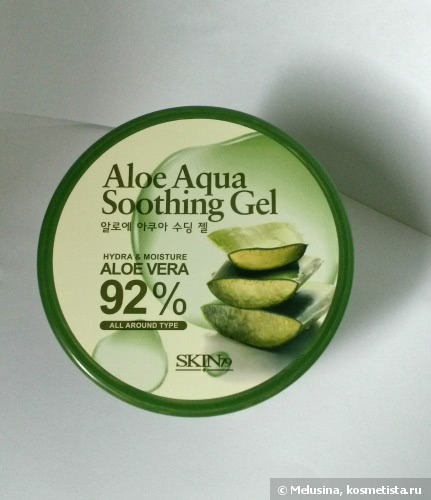 Aloe Aqua
Soothing Gel
알로에 아쿠아 수딩 젤
HYDRA & MOISTURE
ALOE VERA
92%
ALL AROUND TYPE
SKIN79
© Melusina, kosmetista.ru